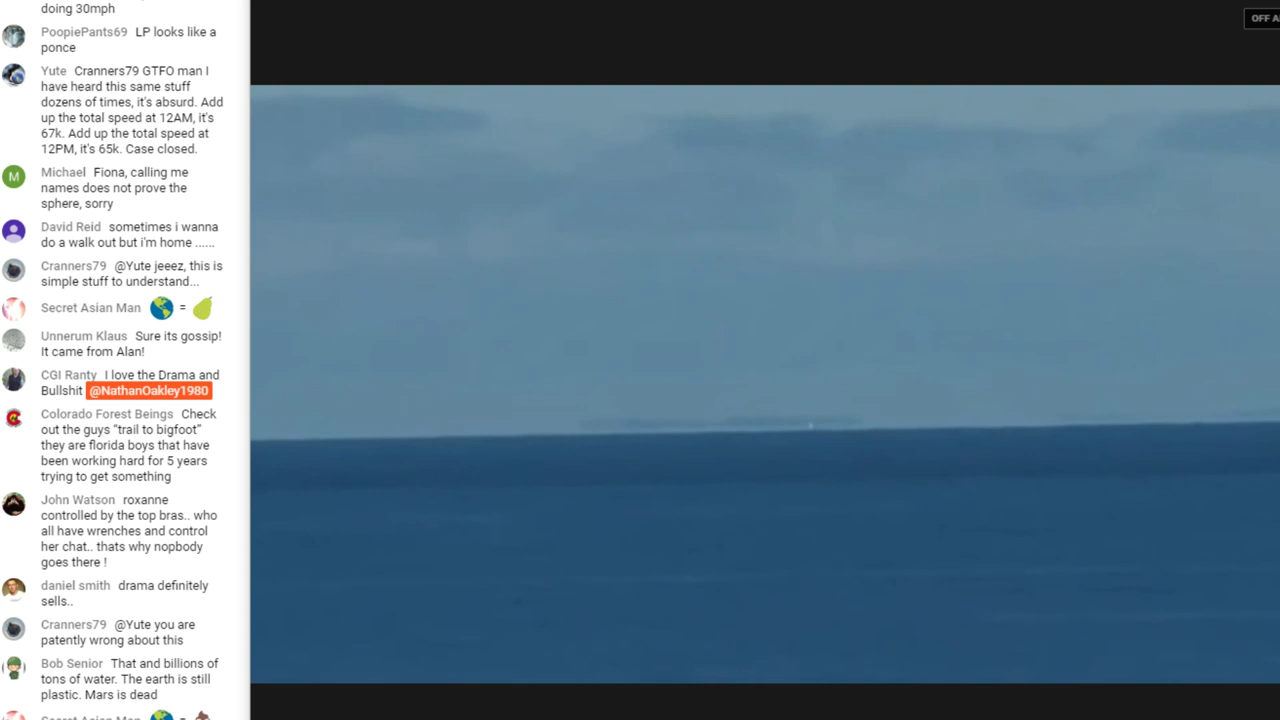 doing 30mph
PoopiePants69 LP looks like a
ponce
Yute Cranners79 GTFO man I
have heard this same stuff
dozens of times, it's absurd. Add
up the total speed at 12AM, it's
67k. Add up the total speed at
12PM, it's 65k. Case closed.
M
Michael Fiona, calling me
names does not prove the
sphere, sorry
David Reid sometimes i wanna
do a walk out but i'm home ......
Cranners79 @Yute jeeez, this is
simple stuff to understand...
Secret Asian Man 🌎 = 🍐
Unnerum Klaus Sure its gossip!
It came from Alan!
CGI Ranty I love the Drama and
Bullshit @NathanOakley1980
Colorado Forest Beings Check
out the guys “trail to bigfoot”
they are florida boys that have
been working hard for 5 years
trying to get something
John Watson roxanne
controlled by the top bras.. who
all have wrenches and control
her chat.. thats why nopbody
goes there !
daniel smith drama definitely
sells..
Cranners79 @Yute you are
patently wrong about this
Bob Senior That and billions of
tons of water. The earth is still
plastic. Mars is dead
Secret Asian Man 🌎 =
OFF A